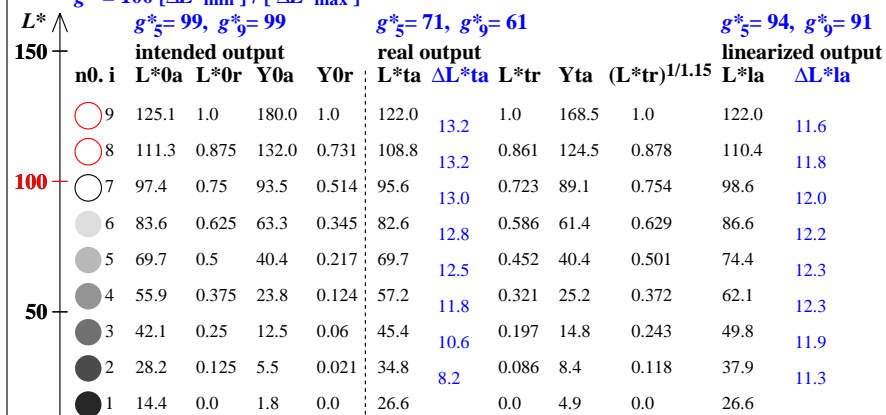 g* = 100 [ΔL*min ] / [ ΔL*max ]
L* g*5= 99, g*9= 99 g*5= 71, g*9= 61 g*5= 94, g*9= 91
150 intended output real output linearized output
n0. i L*0a L*0r Y0a Y0r L*ta ΔL*ta L*tr Yta (L*tr)1/1.15 L*la ΔL*la
9 125.1 1.0 180.0 1.0 122.0 1.0 168.5 1.0 122.0
13.2 11.6
8 111.3 0.875 132.0 0.731 108.8 0.861 124.5 0.878 110.4
13.2 11.8
100 7 97.4 0.75 93.5 0.514 95.6 0.723 89.1 0.754 98.6
13.0 12.0
6 83.6 0.625 63.3 0.345 82.6 0.586 61.4 0.629 86.6
12.8 12.2
5 69.7 0.5 40.4 0.217 69.7 0.452 40.4 0.501 74.4
12.5 12.3
4 55.9 0.375 23.8 0.124 57.2 0.321 25.2 0.372 62.1
50 11.8 12.3
3 42.1 0.25 12.5 0.06 45.4 0.197 14.8 0.243 49.8
10.6 11.9
2 28.2 0.125 5.5 0.021 34.8 0.086 8.4 0.118 37.9
8.2 11.3
1 14.4 0.0 1.8 0.0 26.6 0.0 4.9 0.0 26.6